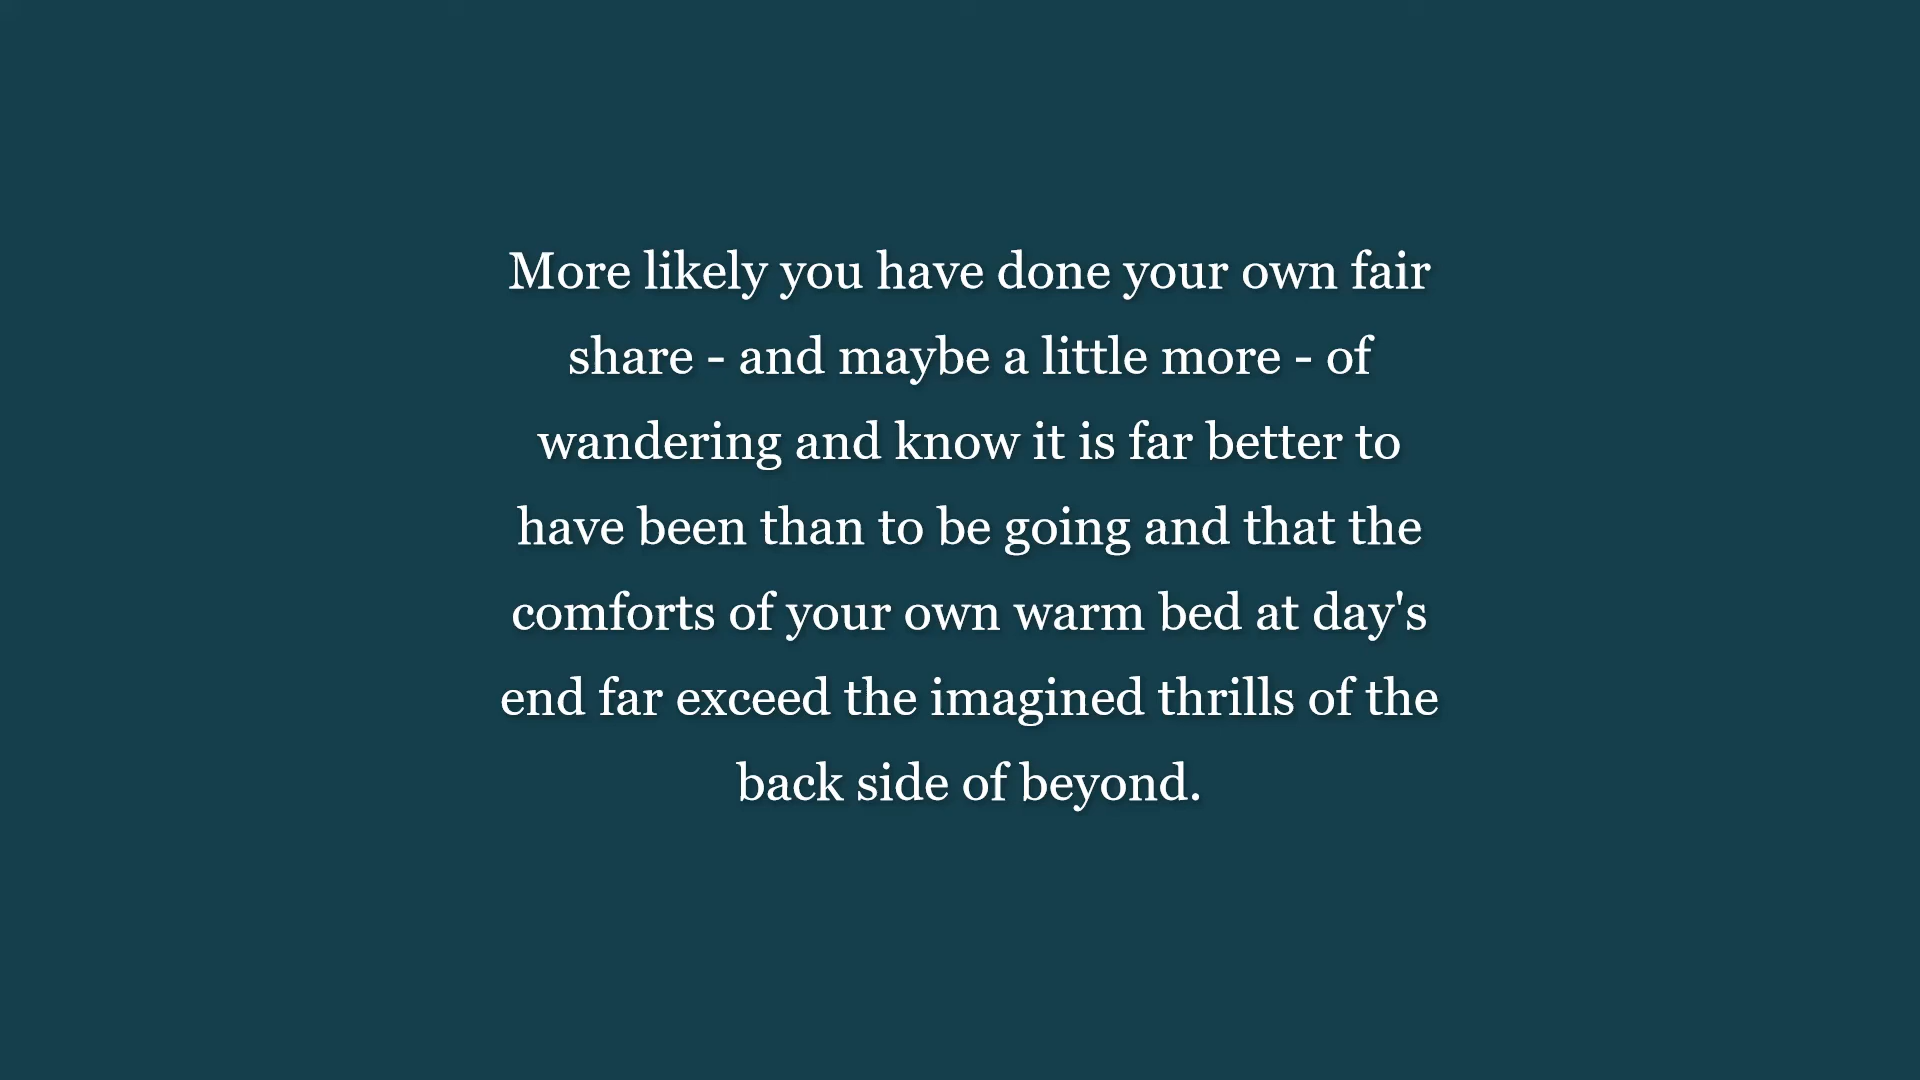 More likely you have done your own fair
share - and maybe a little more - of
wandering and know it is far better to
have been than to be going and that the
comforts of your own warm bed at day's
end far exceed the imagined thrills of the
back side of beyond.